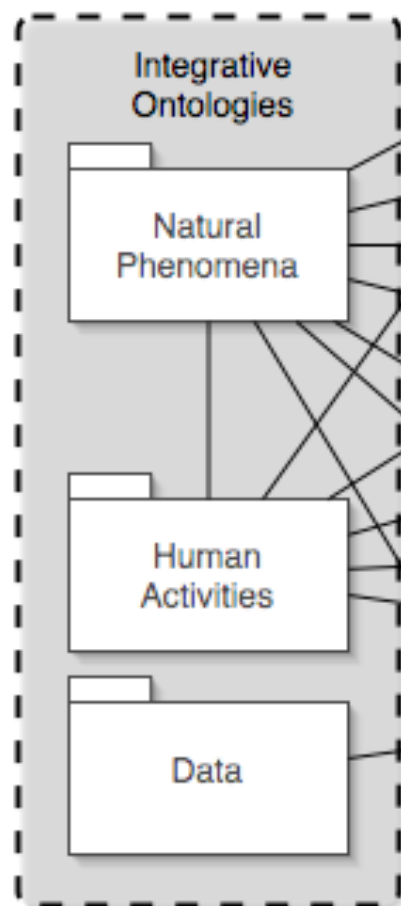 Integrative
Ontologies
Natural
Phenomena
Human
Activities
Data